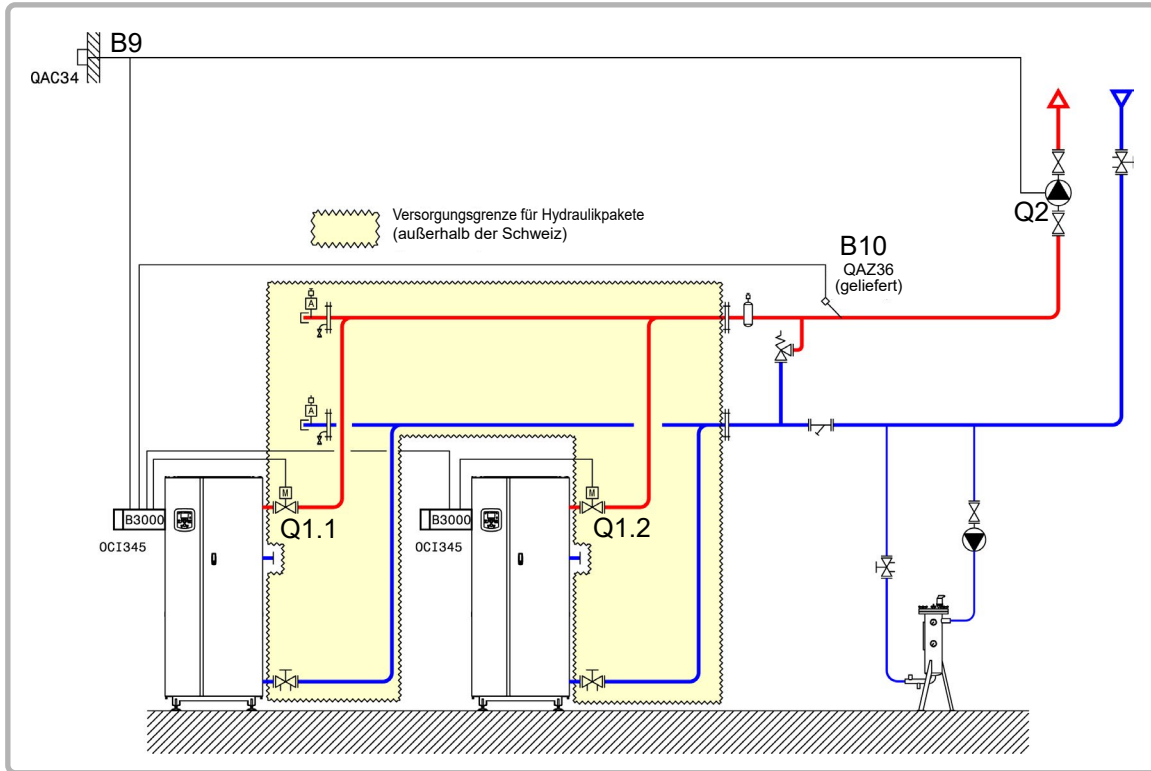 B9
QAC34
Q2
Versorgungsgrenze für Hydraulikpakete
(außerhalb der Schweiz)
B10
QAZ36
(geliefert)
A
A
M
M
B3000
Q1.1
B3000
Q1.2
OCI345
OCI345